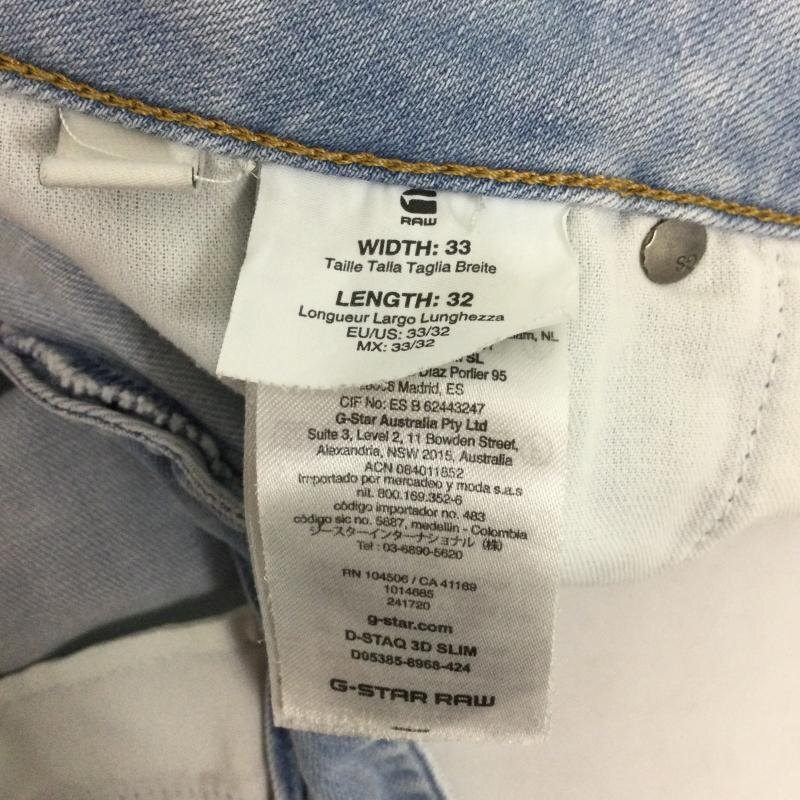 RAW
WIDTH: 33
Taille Talla Taglia Breite
LENGTH: 32
Longueur Largo Lunghezza
EU/US: 33/32
MX: 33/32
NL
SL
Diaz Porlier 95
Madrid, ES
CIF No: ES B 62443247
G-Star Australia Pty Ltd
Suite 3, Level 2, 11 Bowden Street,
Alexandria, NSW 2015, Australia
ACN 084011852
Importado por mercadeo y moda s.a.s
nit. 800.169.352-6
código importador no. 483
código sic no. 5887, medellin - Colombia
ジースターインターナショナル (株)
Tel : 03-6890-5620
RN 104506 / CA 41169
1014685
241720
g-star.com
D-STAQ 3D SLIM
D05385-8968-424
G-STAR RAW